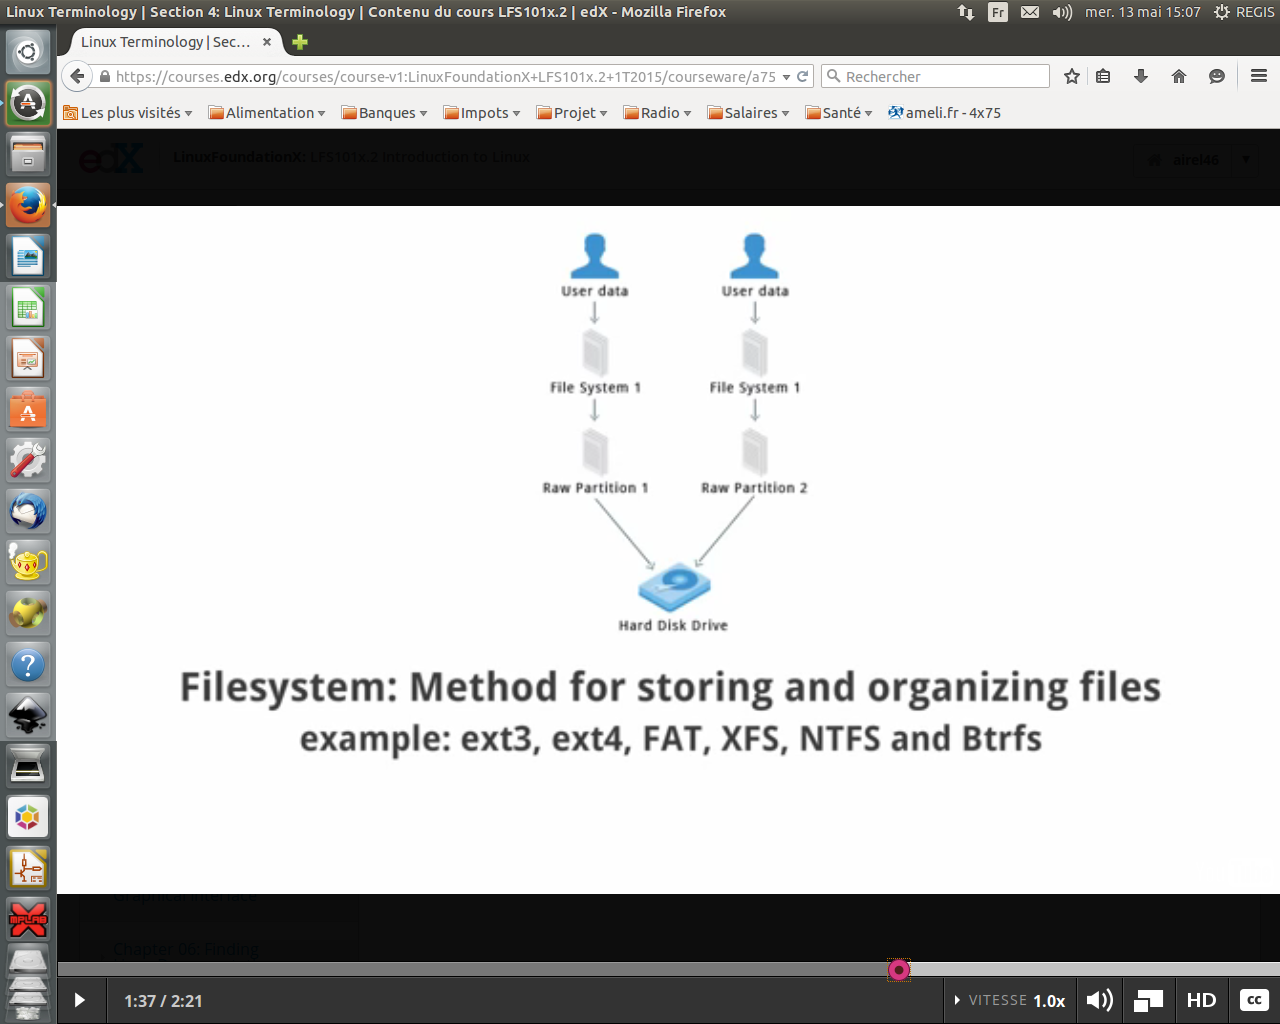 Linux Terminology | Section 4: Linux Terminology | Contenu du cours LFS101x.2 | edX - Mozilla Firefox
Fr
mer. 13 mai 15:07
REGIS
Linux Terminology | Sec...
https://courses.edx.org/courses/course-v1:LinuxFoundationX+LFS101x.2+1T2015/courseware/a75
Rechercher
Les plus visités
Alimentation
Banques
Impots
Projet
Radio
Salaires
Santé
ameli.fr - 4x75
edX
LinuxFoundationX: LFS101x.2 Introduction to Linux
airel46
User data
User data
File System 1
File System 1
Raw Partition 1
Raw Partition 2
Hard Disk Drive
Filesystem: Method for storing and organizing files
example: ext3, ext4, FAT, XFS, NTFS and Btrfs
Graphical Interface
Chapter 06: Finding
MPLAB
1:37 / 2:21
VITESSE 1.0x
HD
cc